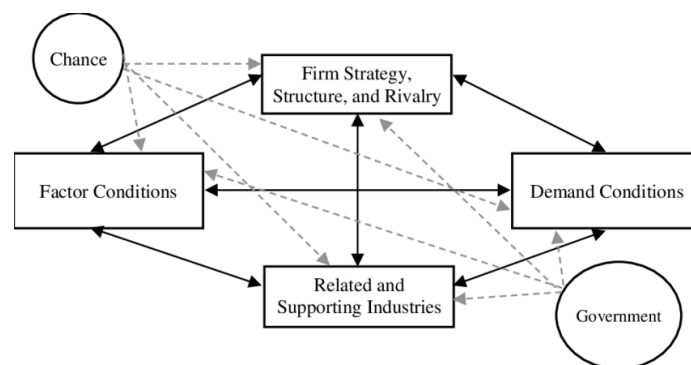 Chance
Firm Strategy,
Structure, and Rivalry
Factor Conditions
Demand Conditions
Related and
Supporting Industries
Government